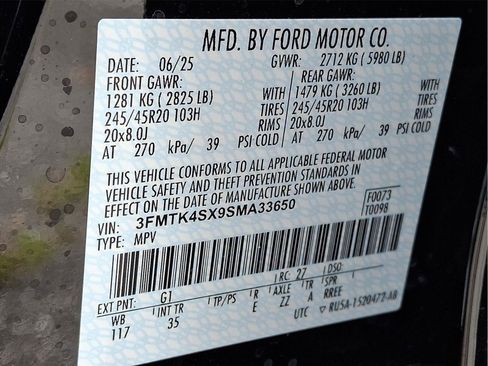 MFD. BY FORD MOTOR CO.
DATE: 06/25 GVWR: 2712 KG ( 5980 LB)
FRONT GAWR: REAR GAWR:
1281 KG ( 2825 LB) WITH 1479 KG ( 3260 LB) WITH
245/45R20 103H TIRES 245/45R20 103H TIRES
20x8.0J RIMS 20x8.0J RIMS
AT 270 kPa/ 39 PSI COLD AT 270 kPa/ 39 PSI COLD
THIS VEHICLE CONFORMS TO ALL APPLICABLE FEDERAL MOTOR
VEHICLE SAFETY AND THEFT PREVENTION STANDARDS IN
EFFECT ON THE DATE OF MANUFACTURE SHOWN ABOVE.
VIN: 3FMTK4SX9SMA33650 F0073
TYPE: MPV T0098
EXT PNT: G1 RC: 27 DSO:
WB INT TR TP/PS R AXLE TR SPR
117 35 E ZZ A RREE
UTC ▽ RU5A-1520472-AB